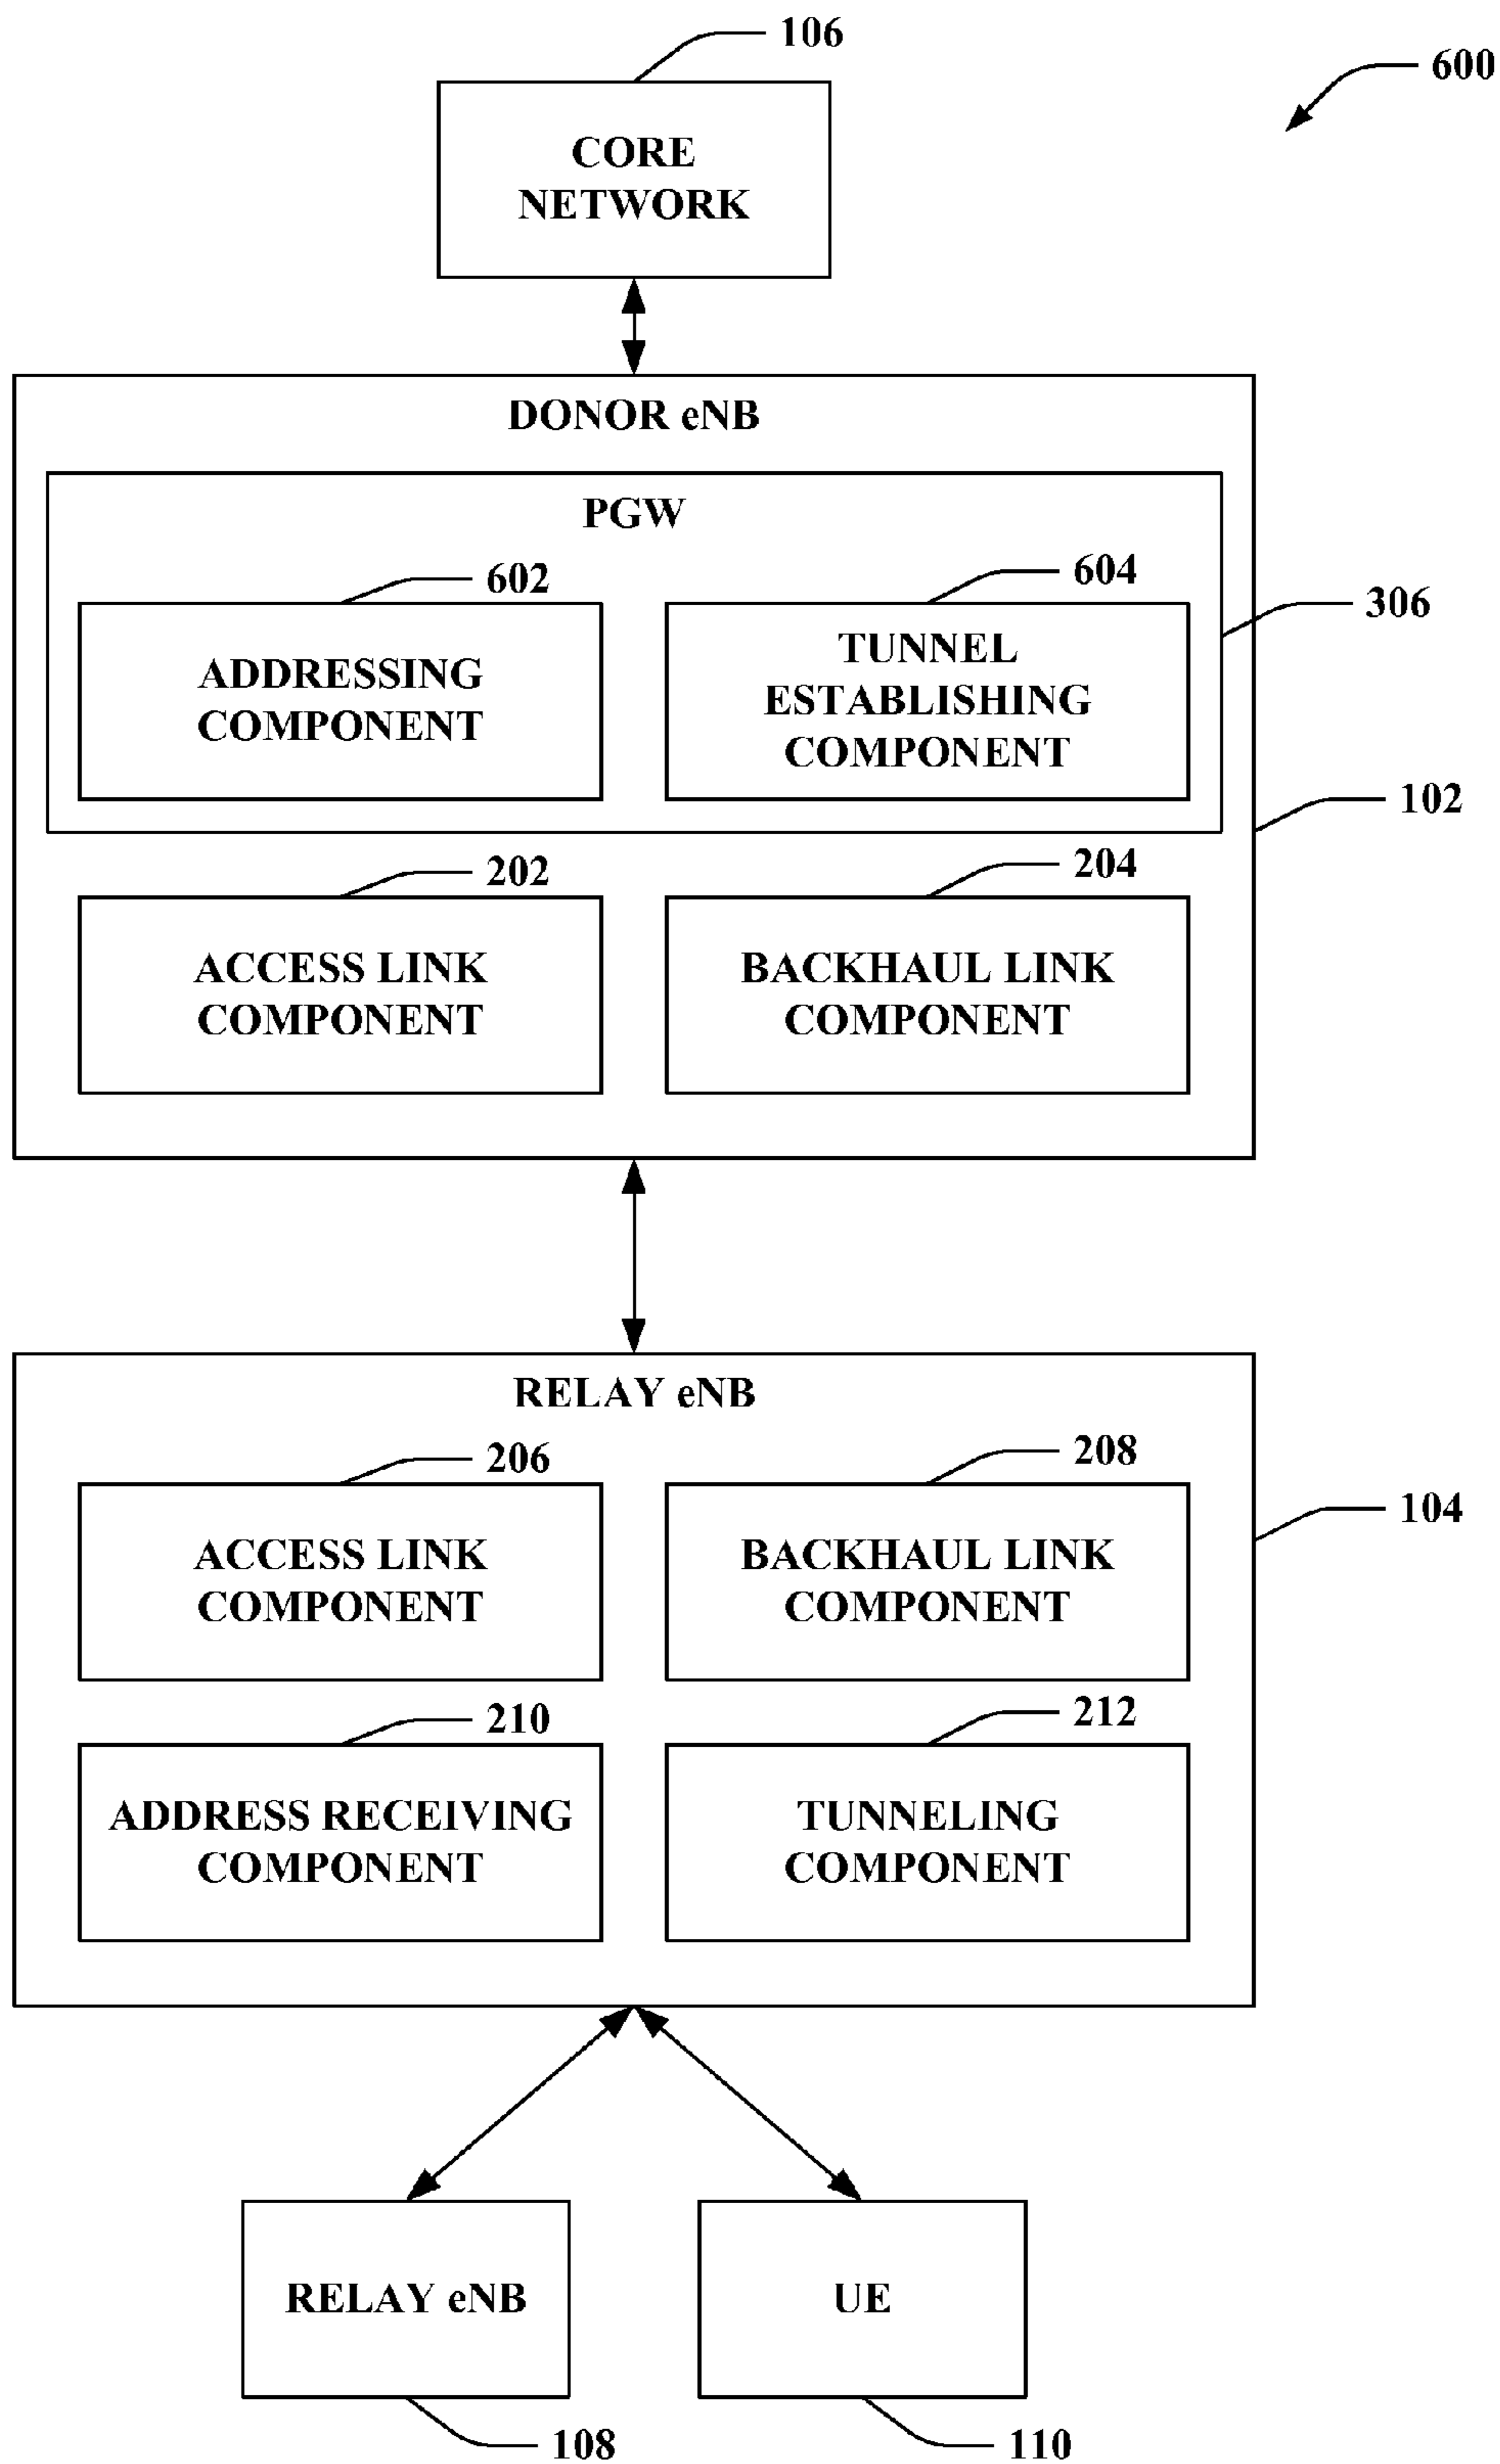 106
600
CORE
NETWORK
DONOR eNB
PGW
602
604
306
ADDRESSING
COMPONENT
TUNNEL
ESTABLISHING
COMPONENT
102
202
204
ACCESS LINK
COMPONENT
BACKHAUL LINK
COMPONENT
RELAY eNB
206
208
104
ACCESS LINK
COMPONENT
BACKHAUL LINK
COMPONENT
210
212
ADDRESS RECEIVING
COMPONENT
TUNNELING
COMPONENT
RELAY eNB
UE
108
110